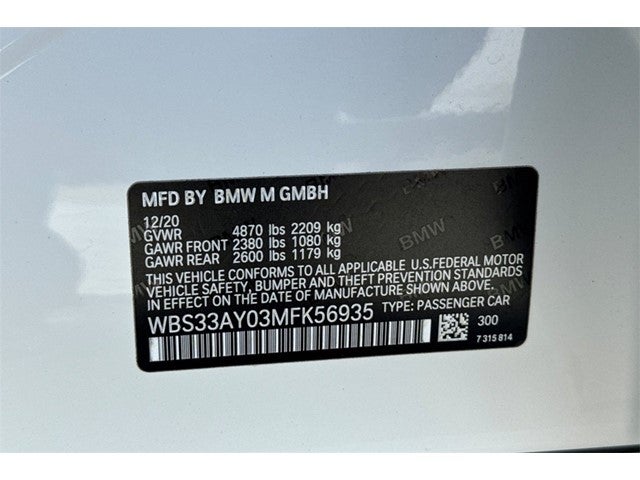 MFD BY BMW M GMBH
12/20
GVWR 4870 lbs 2209 kg
GAWR FRONT 2380 lbs 1080 kg
GAWR REAR 2600 lbs 1179 kg
THIS VEHICLE CONFORMS TO ALL APPLICABLE U.S.FEDERAL MOTOR
VEHICLE SAFETY, BUMPER AND THEFT PREVENTION STANDARDS
IN EFFECT ON THE DATE OF MANUFACTURE SHOWN ABOVE.
WBS33AY03MFK56935 TYPE: PASSENGER CAR
300
7 315 814
BMW